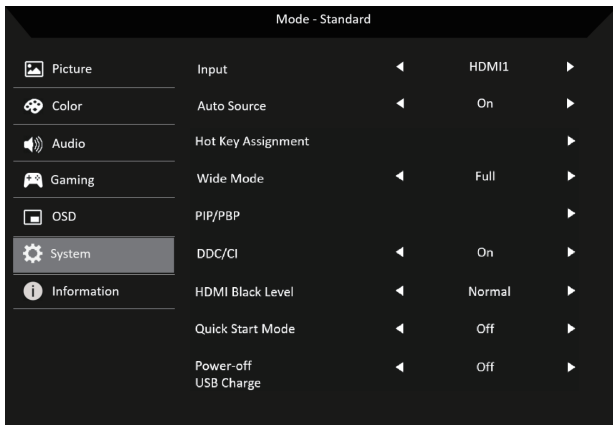 Mode - Standard
Picture
Color
Audio
Gaming
OSD
System
Information
Input HDMI1
Auto Source On
Hot Key Assignment
Wide Mode Full
PIP/PBP
DDC/CI On
HDMI Black Level Normal
Quick Start Mode Off
Power-off Off
USB Charge